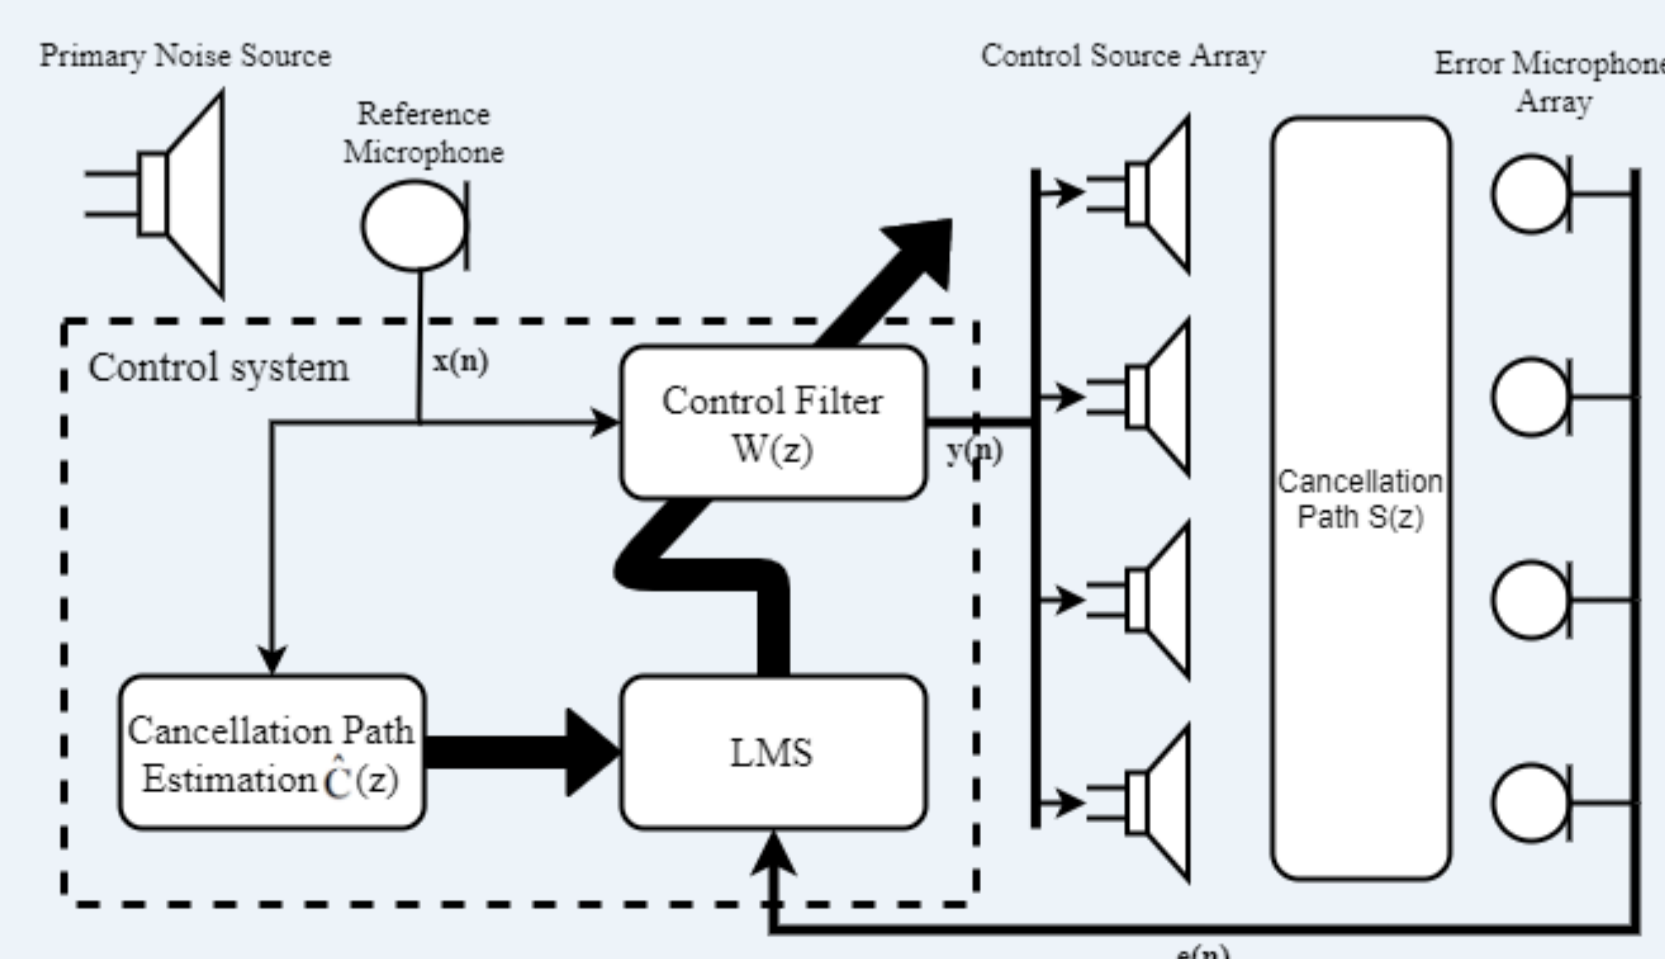 Primary Noise Source
Reference
Microphone
Control Source Array
Error Microphone
Array
Control system
x(n)
Control Filter
W(z)
y(n)
Cancellation
Path S(z)
Cancellation Path
Estimation Ĉ(z)
LMS
e(n)